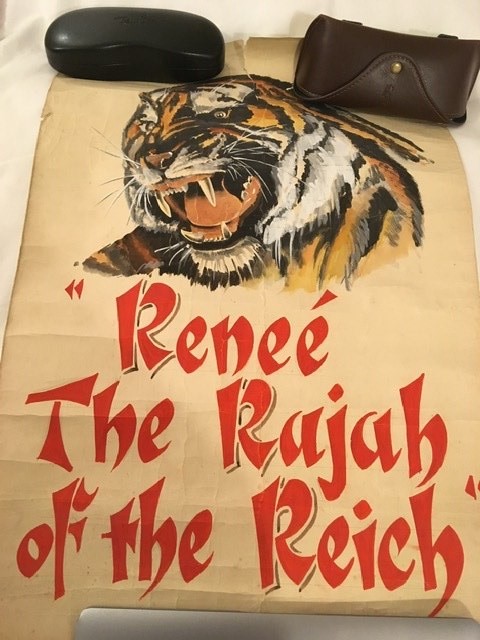 "Reneé
The Rajah
of the Reich"